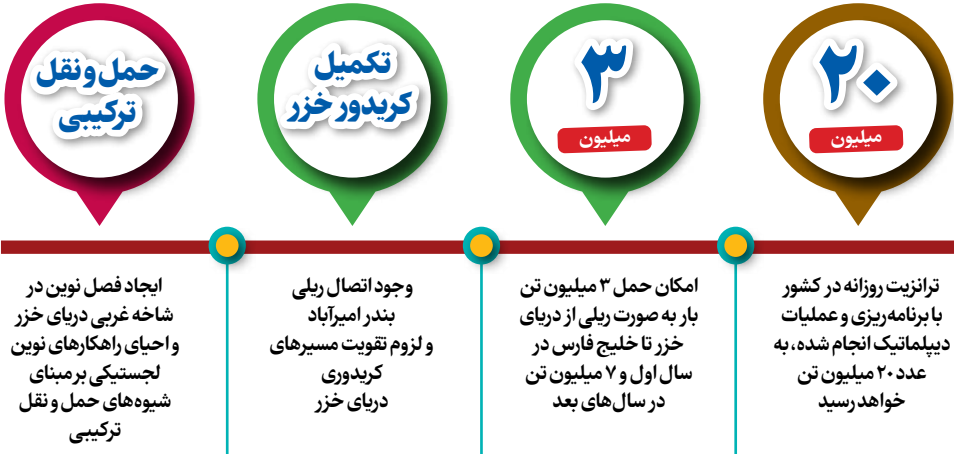 ۲۰
میلیون
ترانزیت روزانه در کشور
با برنامه‌ریزی و عملیات
دیپلماتیک انجام شده، به
عدد ۲۰ میلیون تن
خواهد رسید
۳
میلیون
امکان حمل ۳ میلیون تن
بار به صورت ریلی از دریای
خزر تا خلیج فارس در
سال اول و ۷ میلیون تن
در سال‌های بعد
تکمیل
کریدور خزر
وجود اتصال ریلی
بندر امیرآباد
و لزوم تقویت مسیرهای
کریدوری
دریای خزر
حمل‌و‌نقل
ترکیبی
ایجاد فصل نوین در
شاخه غربی دریای خزر
و احیای راهکارهای نوین
لجستیکی بر مبنای
شیوه‌های حمل و نقل
ترکیبی